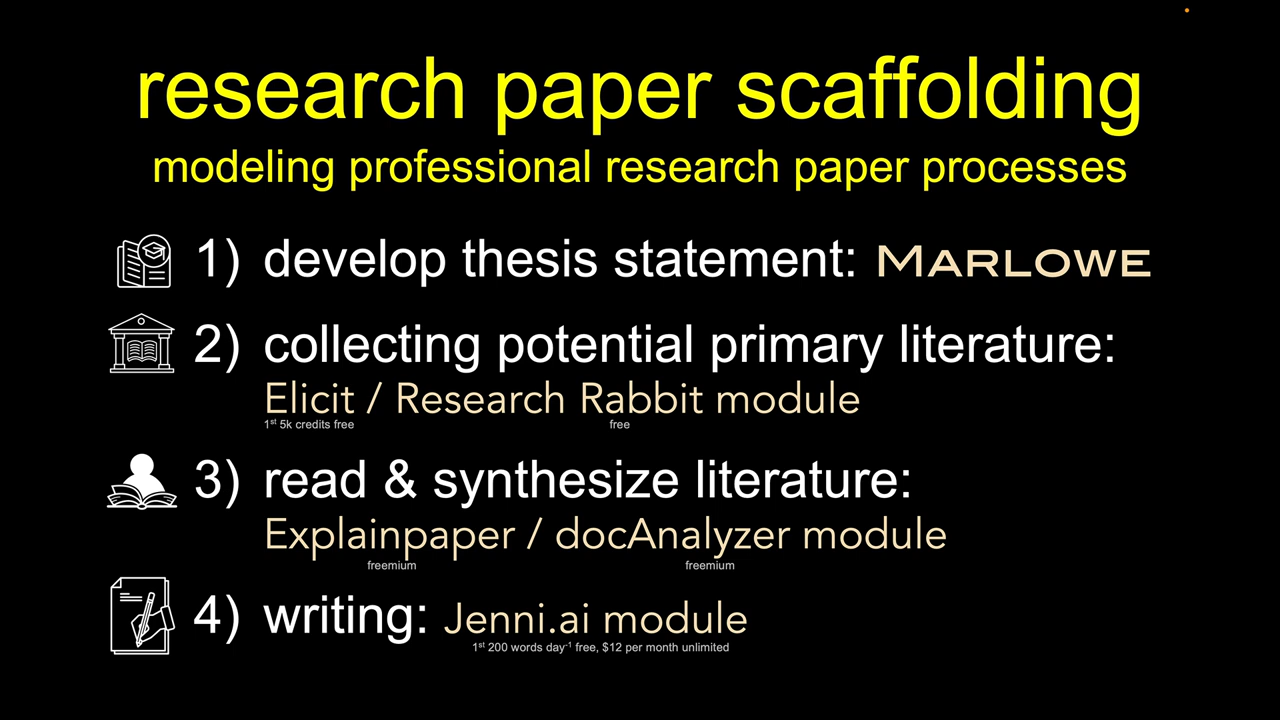 research paper scaffolding
modeling professional research paper processes
1) develop thesis statement: MARLOWE
2) collecting potential primary literature:
Elicit / Research Rabbit module
1st 5k credits free free
3) read & synthesize literature:
Explainpaper / docAnalyzer module
freemium freemium
4) writing: Jenni.ai module
1st 200 words day-1 free, $12 per month unlimited